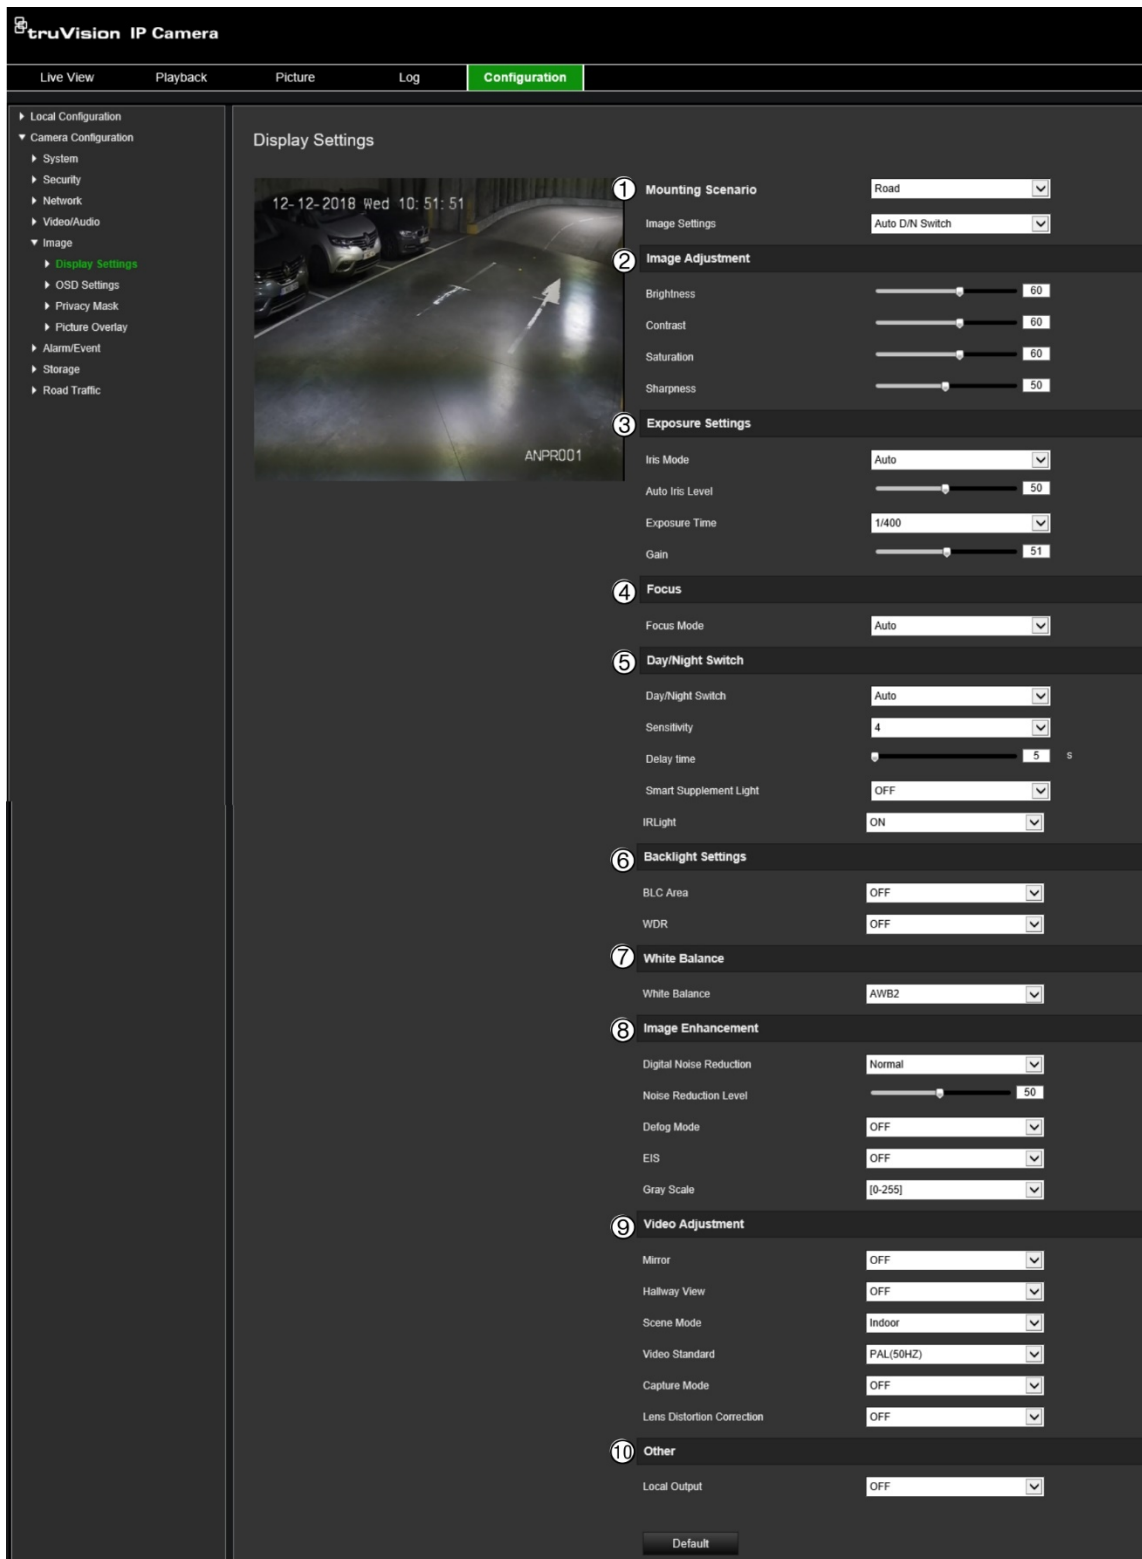 truVision IP Camera
Live View Playback Picture Log Configuration
Local Configuration
Camera Configuration
System
Security
Network
Video/Audio
Image
Display Settings
OSD Settings
Privacy Mask
Picture Overlay
Alarm/Event
Storage
Road Traffic
Display Settings
12-12-2018 Wed 10:51:51
ANPR001
1 Mounting Scenario Road
Image Settings Auto D/N Switch
2 Image Adjustment
Brightness 60
Contrast 60
Saturation 60
Sharpness 50
3 Exposure Settings
Iris Mode Auto
Auto Iris Level 50
Exposure Time 1/400
Gain 51
4 Focus
Focus Mode Auto
5 Day/Night Switch
Day/Night Switch Auto
Sensitivity 4
Delay time 5 s
Smart Supplement Light OFF
IRLight ON
6 Backlight Settings
BLC Area OFF
WDR OFF
7 White Balance
White Balance AWB2
8 Image Enhancement
Digital Noise Reduction Normal
Noise Reduction Level 50
Defog Mode OFF
EIS OFF
Gray Scale [0-255]
9 Video Adjustment
Mirror OFF
Hallway View OFF
Scene Mode Indoor
Video Standard PAL(50HZ)
Capture Mode OFF
Lens Distortion Correction OFF
10 Other
Local Output OFF
Default